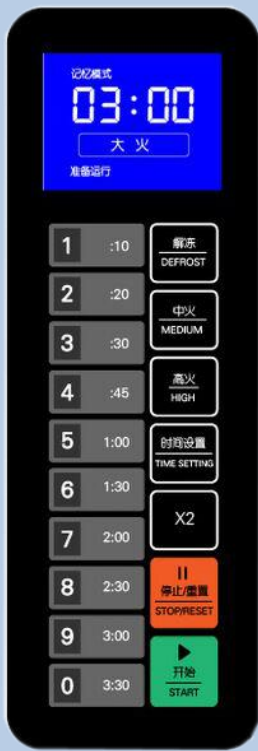 记忆模式
03:00
大火
准备运行
1 :10
2 :20
3 :30
4 :45
5 1:00
6 1:30
7 2:00
8 2:30
9 3:00
0 3:30
解冻
DEFROST
中火
MEDIUM
高火
HIGH
时间设置
TIME SETTING
X2
停止/重置
STOP/RESET
开始
START